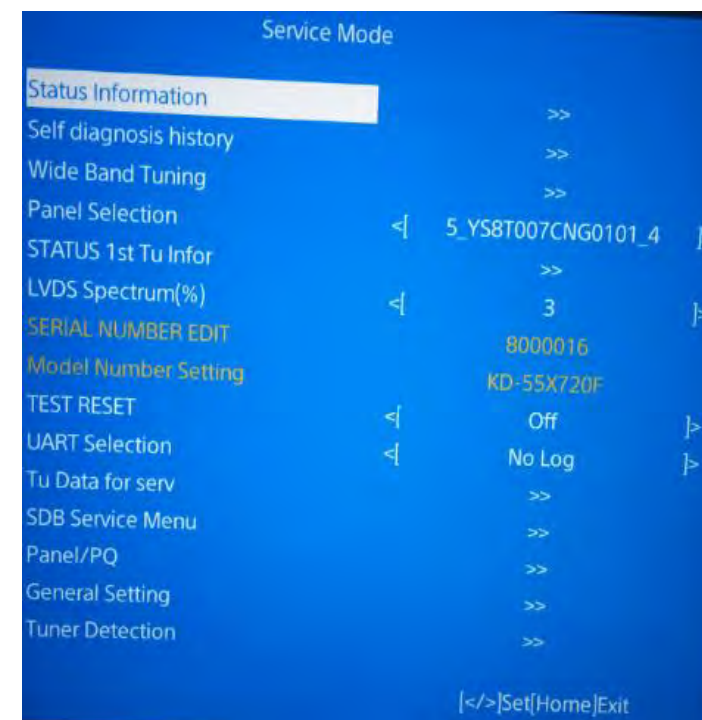 Service Mode
Status Information >>
Self diagnosis history >>
Wide Band Tuning >>
Panel Selection <[ 5_YS8T007CNG0101_4 ]
STATUS 1st Tu Infor >>
LVDS Spectrum(%) <[ 3 ]>
SERIAL NUMBER EDIT 8000016
Model Number Setting KD-55X720F
TEST RESET <[ Off ]>
UART Selection <[ No Log ]>
Tu Data for serv >>
SDB Service Menu >>
Panel/PQ >>
General Setting >>
Tuner Detection >>
[</>]Set[Home]Exit